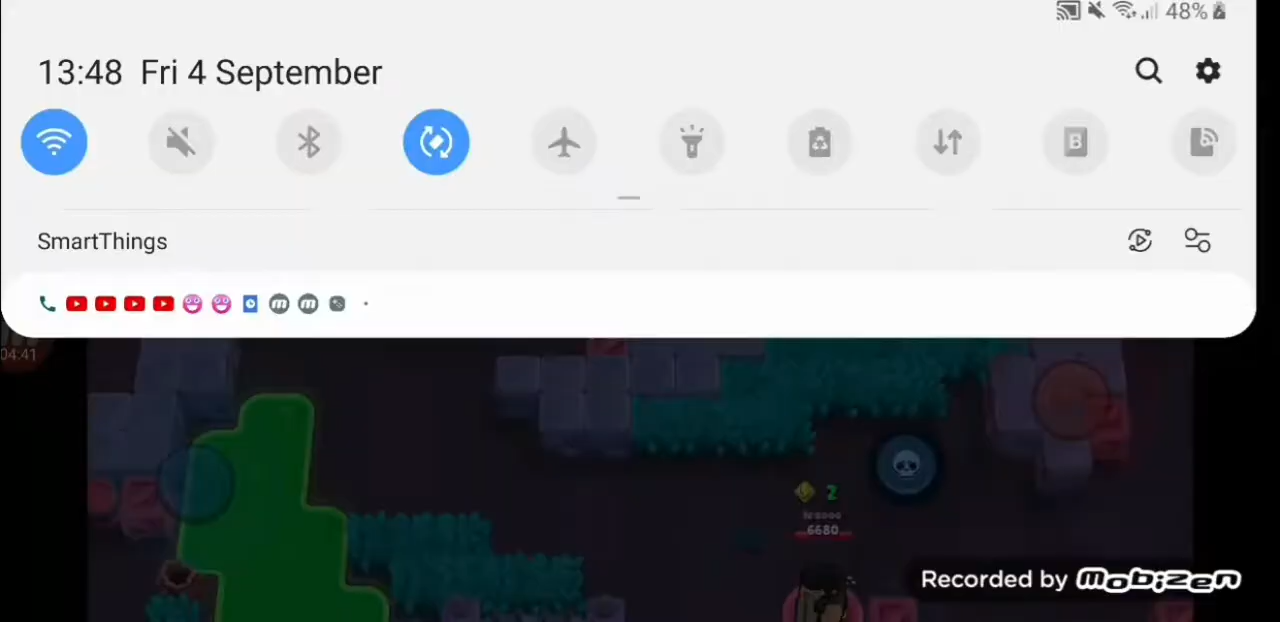 48%
13:48 Fri 4 September
B
SmartThings
04:41
2
6680
Recorded by mobizen